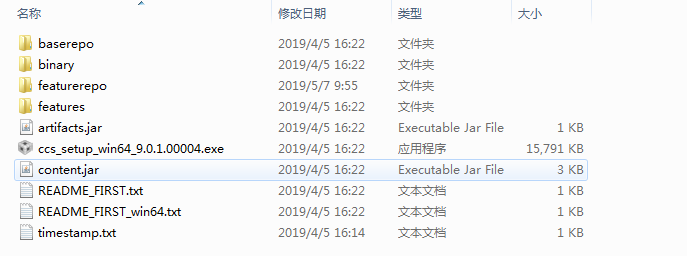 名称 修改日期 类型 大小
baserepo 2019/4/5 16:22 文件夹
binary 2019/4/5 16:22 文件夹
featurerepo 2019/5/7 9:55 文件夹
features 2019/4/5 16:22 文件夹
artifacts.jar 2019/4/5 16:22 Executable Jar File 1 KB
ccs_setup_win64_9.0.1.00004.exe 2019/4/5 16:22 应用程序 15,791 KB
content.jar 2019/4/5 16:22 Executable Jar File 3 KB
README_FIRST.txt 2019/4/5 16:22 文本文档 1 KB
README_FIRST_win64.txt 2019/4/5 16:22 文本文档 1 KB
timestamp.txt 2019/4/5 16:14 文本文档 1 KB